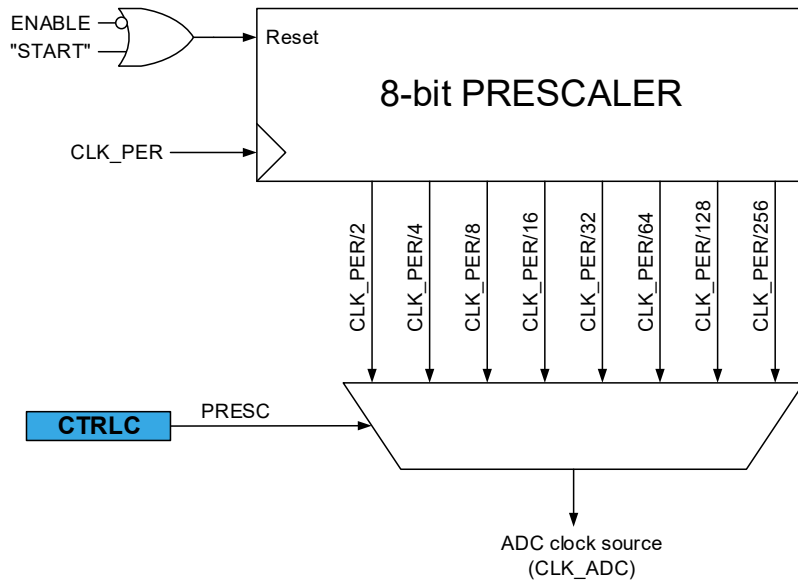 ENABLE
"START"
Reset
8-bit PRESCALER
CLK_PER
CLK_PER/2
CLK_PER/4
CLK_PER/8
CLK_PER/16
CLK_PER/32
CLK_PER/64
CLK_PER/128
CLK_PER/256
CTRLC
PRESC
ADC clock source
(CLK_ADC)